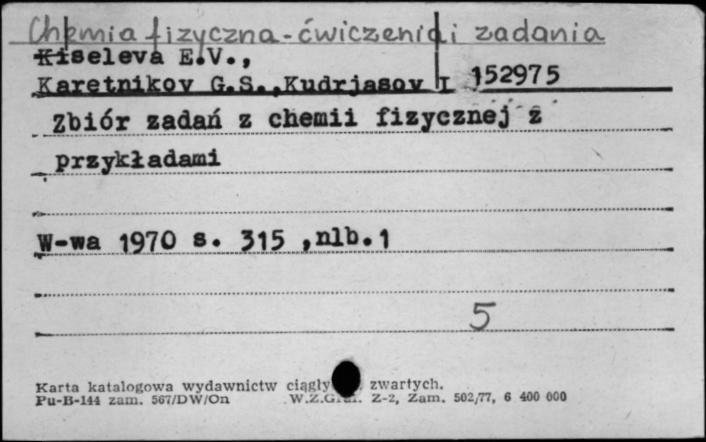 Chemia fizyczna - ćwiczenia i zadania
Kiseleva E.V.,
Karetnikov G.S., Kudrjasov I 152975
Zbiór zadań z chemii fizycznej z
przykładami
W-wa 1970 s. 315 ,nlb.1
5
Karta katalogowa wydawnictw zwartych.
Pu-B-144 zam. 567/DW/On Z-2, Zam. 502/77, 6 400 000